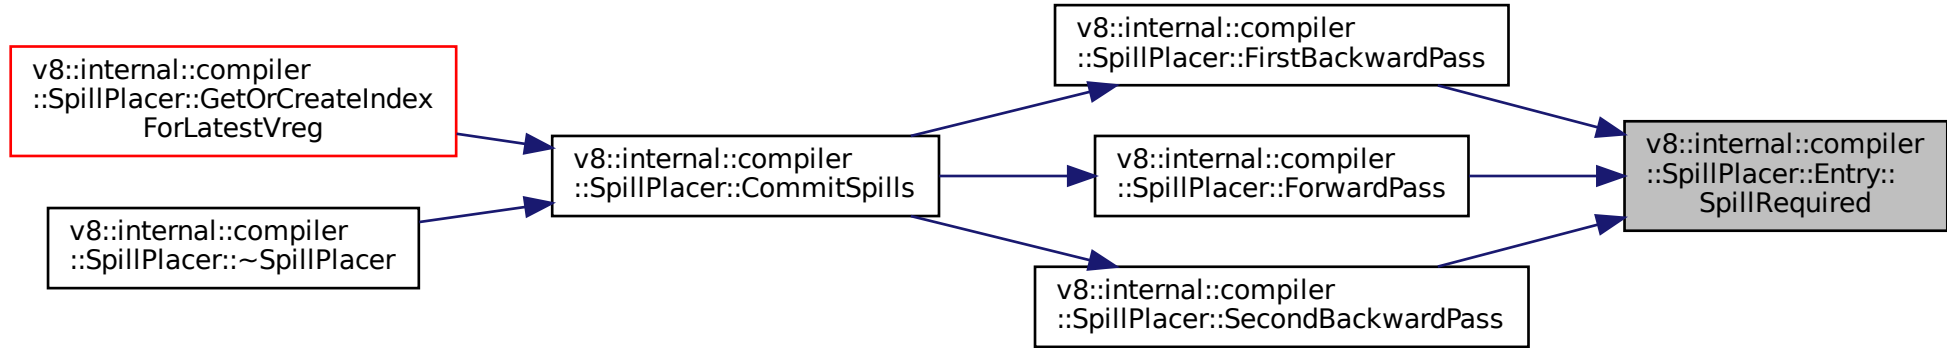 v8::internal::compiler
::SpillPlacer::GetOrCreateIndex
ForLatestVreg
v8::internal::compiler
::SpillPlacer::~SpillPlacer
v8::internal::compiler
::SpillPlacer::CommitSpills
v8::internal::compiler
::SpillPlacer::FirstBackwardPass
v8::internal::compiler
::SpillPlacer::ForwardPass
v8::internal::compiler
::SpillPlacer::SecondBackwardPass
v8::internal::compiler
::SpillPlacer::Entry::
SpillRequired